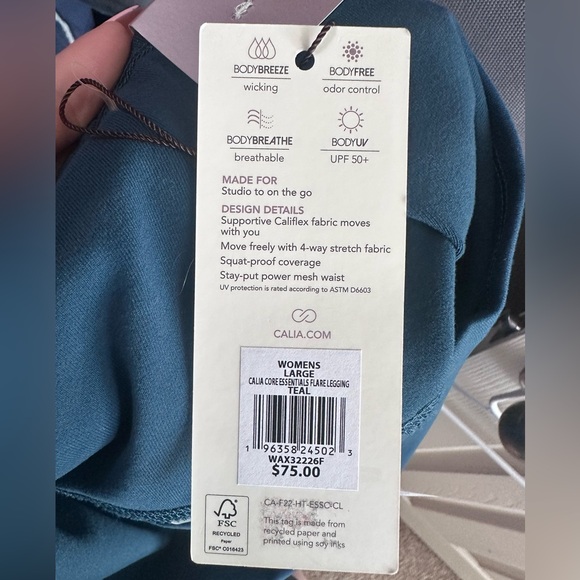 BODYBREEZE BODYFREE
wicking odor control
BODYBREATHE BODYUV
breathable UPF 50+
MADE FOR
Studio to on the go
DESIGN DETAILS
Supportive Califlex fabric moves
with you
Move freely with 4-way stretch fabric
Squat-proof coverage
Stay-put power mesh waist
UV protection is rated according to ASTM D6603
CALIA.COM
WOMENS
LARGE
CALIA CORE ESSENTIALS FLARE LEGGING
TEAL
1 96358 24502 3
WAX32226F
$75.00
CA-F22-HT-ESSC-CL
This tag is made from
recycled paper and
printed using soy inks
FSC
RECYCLED
Paper
FSC® C018423